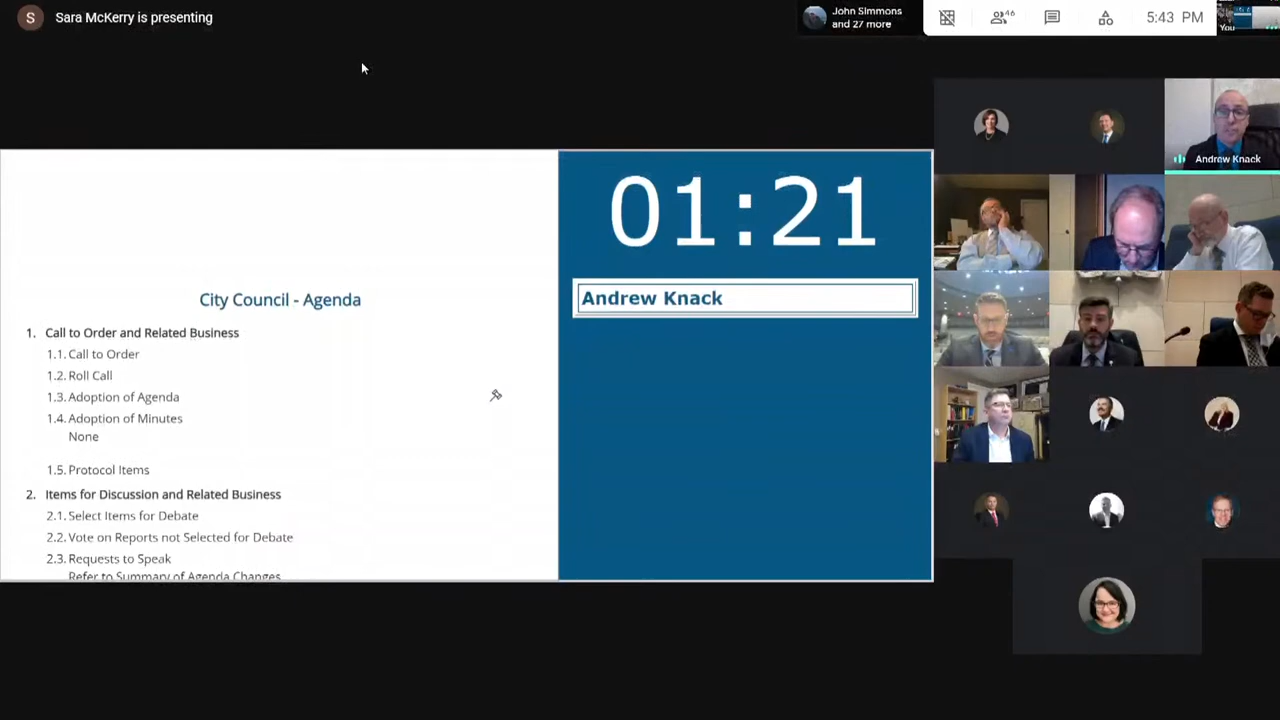 S
Sara McKerry is presenting
John Simmons
and 27 more
46
5:43 PM
You
Andrew Knack
01:21
Andrew Knack
City Council - Agenda
1. Call to Order and Related Business
1.1. Call to Order
1.2. Roll Call
1.3. Adoption of Agenda
1.4. Adoption of Minutes
None
1.5. Protocol Items
2. Items for Discussion and Related Business
2.1. Select Items for Debate
2.2. Vote on Reports not Selected for Debate
2.3. Requests to Speak
Refer to Summary of Agenda Changes